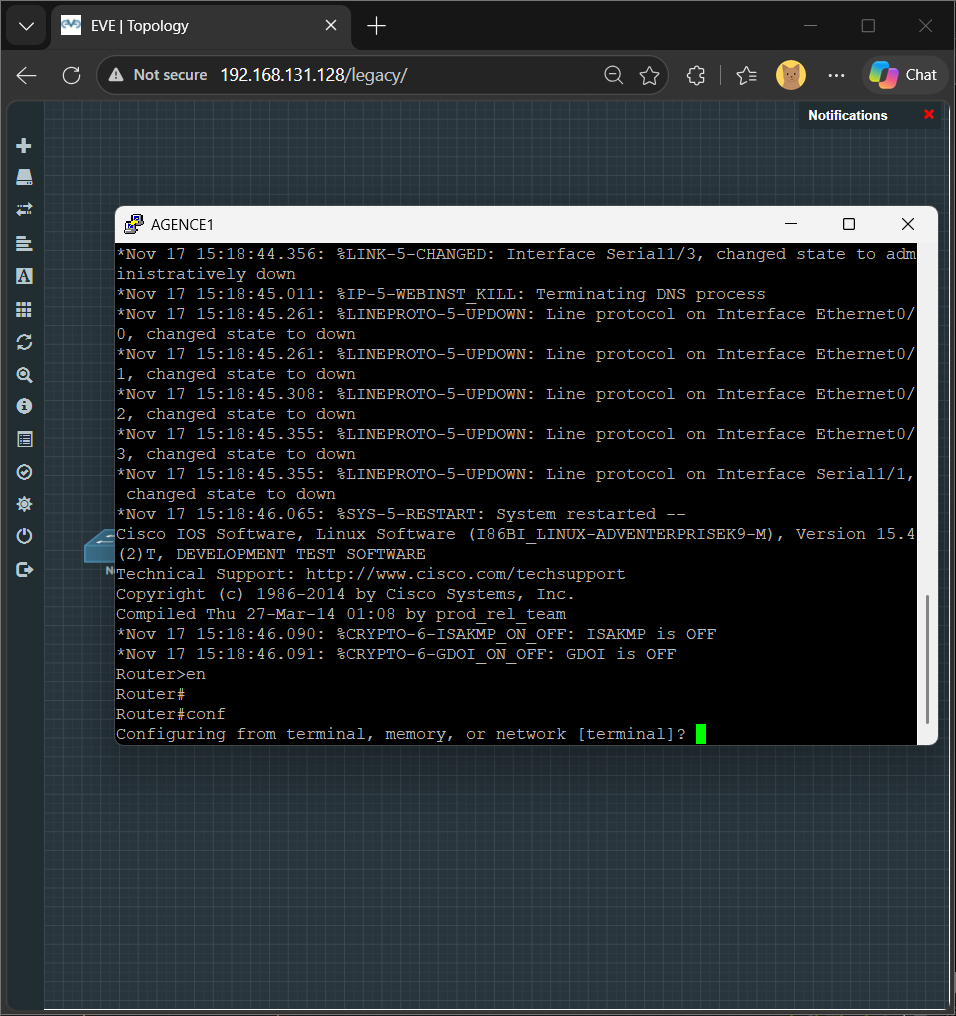 EVE | Topology
Not secure 192.168.131.128/legacy/
Chat
Notifications
AGENCE1
*Nov 17 15:18:44.356: %LINK-5-CHANGED: Interface Serial1/3, changed state to adm
inistratively down
*Nov 17 15:18:45.011: %IP-5-WEBINST_KILL: Terminating DNS process
*Nov 17 15:18:45.261: %LINEPROTO-5-UPDOWN: Line protocol on Interface Ethernet0/
0, changed state to down
*Nov 17 15:18:45.261: %LINEPROTO-5-UPDOWN: Line protocol on Interface Ethernet0/
1, changed state to down
*Nov 17 15:18:45.308: %LINEPROTO-5-UPDOWN: Line protocol on Interface Ethernet0/
2, changed state to down
*Nov 17 15:18:45.355: %LINEPROTO-5-UPDOWN: Line protocol on Interface Ethernet0/
3, changed state to down
*Nov 17 15:18:45.355: %LINEPROTO-5-UPDOWN: Line protocol on Interface Serial1/1,
 changed state to down
*Nov 17 15:18:46.065: %SYS-5-RESTART: System restarted --
Cisco IOS Software, Linux Software (I86BI_LINUX-ADVENTERPRISEK9-M), Version 15.4
(2)T, DEVELOPMENT TEST SOFTWARE
Technical Support: http://www.cisco.com/techsupport
Copyright (c) 1986-2014 by Cisco Systems, Inc.
Compiled Thu 27-Mar-14 01:08 by prod_rel_team
*Nov 17 15:18:46.090: %CRYPTO-6-ISAKMP_ON_OFF: ISAKMP is OFF
*Nov 17 15:18:46.091: %CRYPTO-6-GDOI_ON_OFF: GDOI is OFF
Router>en
Router#
Router#conf
Configuring from terminal, memory, or network [terminal]?